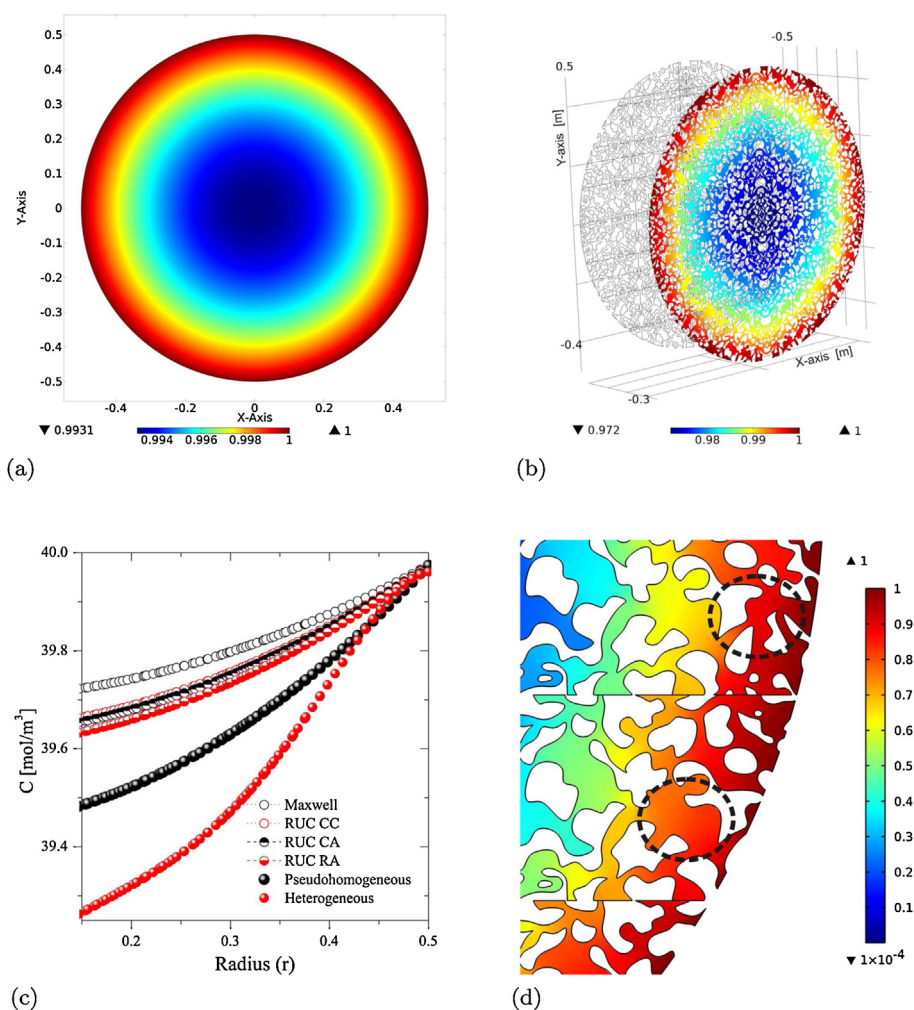 0.5
0.4
0.3
0.2
0.1
0
-0.1
-0.2
-0.3
-0.4
-0.5
Y-Axis
-0.4 -0.2 0 0.2 0.4
X-Axis
▼ 0.9931 ▲ 1
0.994 0.996 0.998 1
(a)
-0.5
0.5
Y-axis [m]
-0.4
-0.3
X-axis [m]
▼ 0.972 ▲ 1
0.98 0.99 1
(b)
40.0
39.8
39.6
39.4
C [mol/m³]
Maxwell
RUC CC
RUC CA
RUC RA
Pseudohomogeneous
Heterogeneous
0.2 0.3 0.4 0.5
Radius (r)
(c)
▲ 1
1
0.9
0.8
0.7
0.6
0.5
0.4
0.3
0.2
0.1
▼ 1×10⁻⁴
(d)